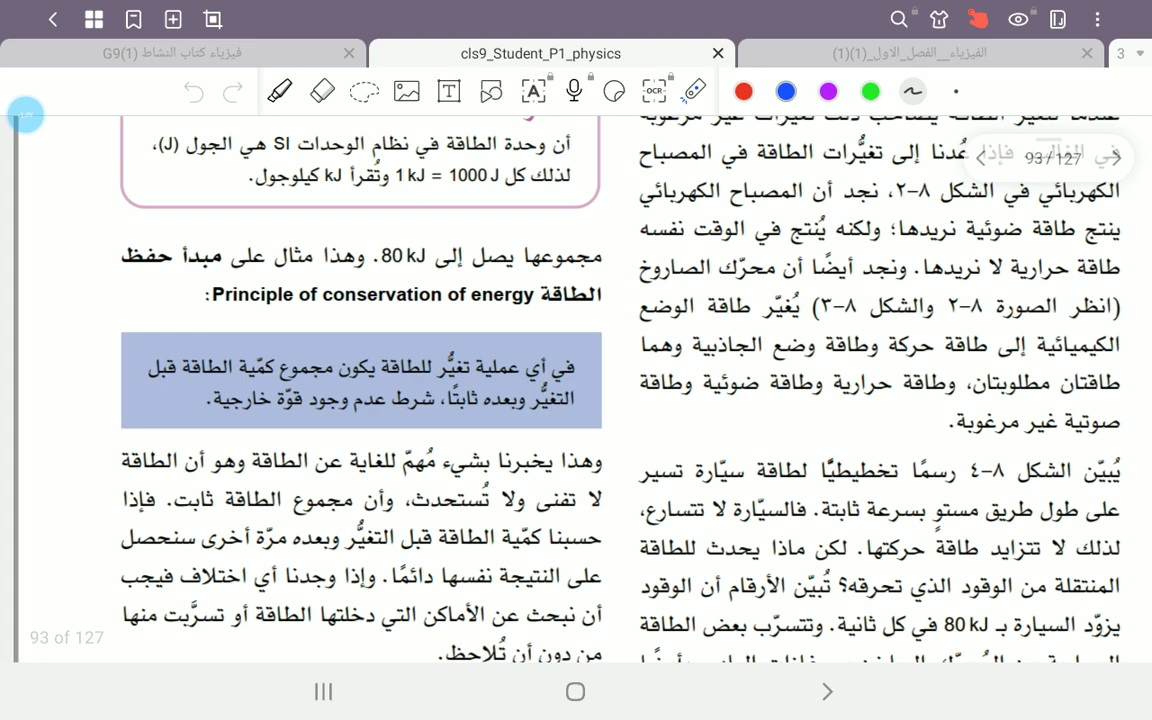 فيزياء كتاب النشاط G9(1)
cls9_Student_P1_physics
الفيزياء__الفصل_الاول_(1)(1)
3
OCR
93 / 127
في الغالب. فإذا عُدنا إلى تغيُّرات الطاقة في المصباح
الكهربائي في الشكل ٨-٢، نجد أن المصباح الكهربائي
ينتج طاقة ضوئية نريدها؛ ولكنه يُنتج في الوقت نفسه
طاقة حرارية لا نريدها. ونجد أيضًا أن محرّك الصاروخ
(انظر الصورة ٨-٢ والشكل ٨-٣) يُغيّر طاقة الوضع
الكيميائية إلى طاقة حركة وطاقة وضع الجاذبية وهما
طاقتان مطلوبتان، وطاقة حرارية وطاقة ضوئية وطاقة
صوتية غير مرغوبة.
يُبيّن الشكل ٨-٤ رسمًا تخطيطيًّا لطاقة سيّارة تسير
على طول طريق مستوٍ بسرعة ثابتة. فالسيّارة لا تتسارع،
لذلك لا تتزايد طاقة حركتها. لكن ماذا يحدث للطاقة
المنتقلة من الوقود الذي تحرقه؟ تُبيّن الأرقام أن الوقود
يزوّد السيارة بـ 80 kJ في كل ثانية. وتتسرّب بعض الطاقة
أن وحدة الطاقة في نظام الوحدات SI هي الجول (J)،
لذلك كل 1 kJ = 1000 J وتُقرأ kJ كيلوجول.
مجموعها يصل إلى 80 kJ. وهذا مثال على مبدأ حفظ
الطاقة Principle of conservation of energy:
في أي عملية تغيُّر للطاقة يكون مجموع كمّية الطاقة قبل
التغيُّر وبعده ثابتًا، شرط عدم وجود قوّة خارجية.
وهذا يخبرنا بشيء مُهمّ للغاية عن الطاقة وهو أن الطاقة
لا تفنى ولا تُستحدث، وأن مجموع الطاقة ثابت. فإذا
حسبنا كمّية الطاقة قبل التغيُّر وبعده مرّة أخرى سنحصل
على النتيجة نفسها دائمًا. وإذا وجدنا أي اختلاف فيجب
أن نبحث عن الأماكن التي دخلتها الطاقة أو تسرَّبت منها
من دون أن تُلاحظ.
93 of 127